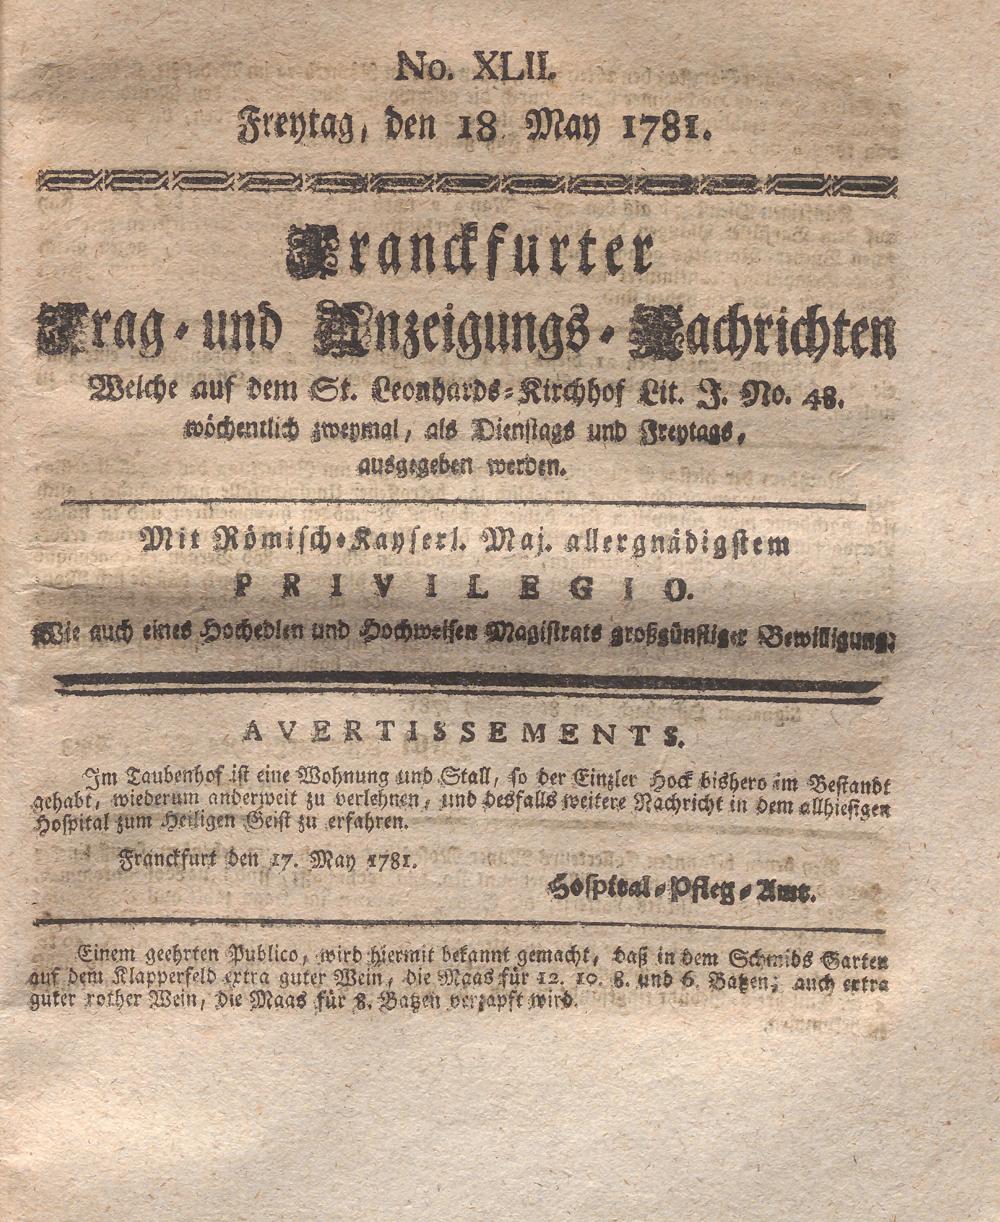 No. XLII.
Freytag, den 18 May 1781.
Franckfurter
Frag-und Anzeigungs-Nachrichten
Welche auf dem St. Leonhards-Kirchhof Lit. J. No. 48.
wöchentlich zweymal, als Dienstags und Freytags,
ausgegeben werden.
Mit Römisch-Kayserl. Maj. allergnädigstem
PRIVILEGIO.
Wie auch eines Hochedlen und Hochweisen Magistrats großgünstiger Bewilligung.
AVERTISSEMENTS.
Im Taubenhof ist eine Wohnung und Stall, so der Einzler Hock bishero im Bestandt
gehabt, wiederum anderweit zu verlehnen, und desfalls weitere Nachricht in dem allhiesigen
Hospital zum Heiligen Geist zu erfahren.
Franckfurt den 17. May 1781.
Hospital-Pfleg-Amt.
Einem geehrten Publico, wird hiermit bekannt gemacht, daß in dem Schmids Garten
auf dem Klapperfeld extra guter Wein, die Maas für 12. 10. 8. und 6. Batzen; auch extra
guter rother Wein, die Maas für 8. Batzen verzapft wird.